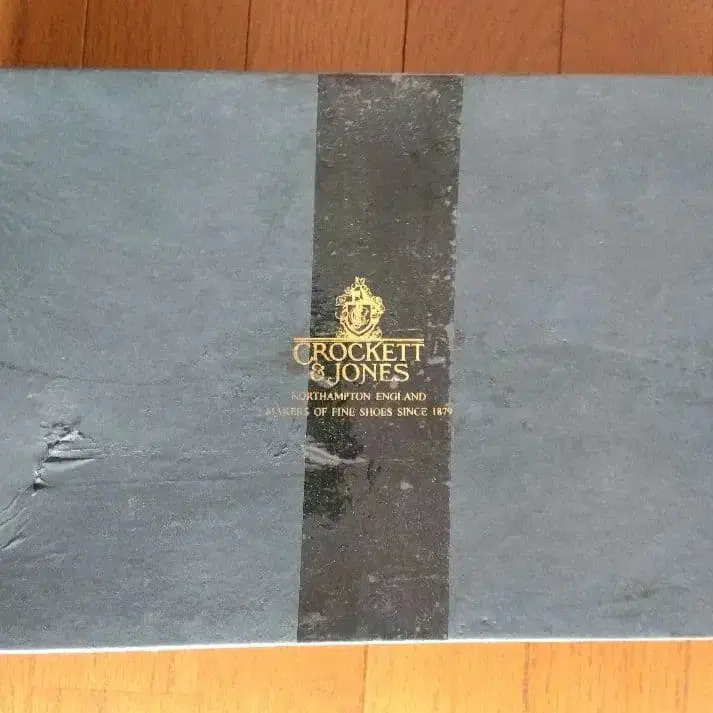 CROCKETT
& JONES
NORTHAMPTON ENGLAND
MAKERS OF FINE SHOES SINCE 1879